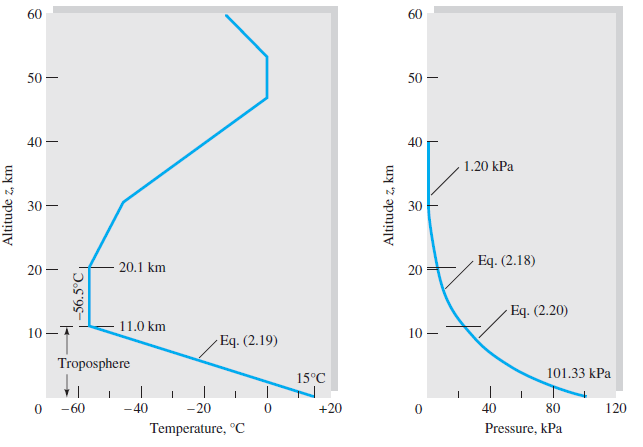 60
50
40
30
20
10
0
Altitude z, km
20.1 km
−56.5°C
11.0 km
Eq. (2.19)
Troposphere
15°C
−60
−40
−20
0
+20
Temperature, °C
60
50
40
30
20
10
0
Altitude z, km
1.20 kPa
Eq. (2.18)
Eq. (2.20)
101.33 kPa
40
80
120
Pressure, kPa